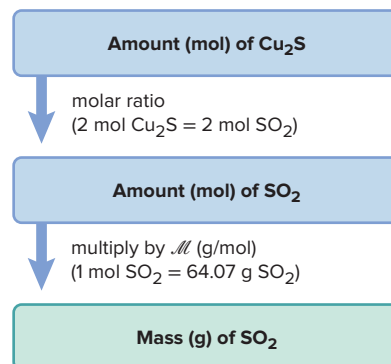 Amount (mol) of Cu₂S
molar ratio
(2 mol Cu₂S = 2 mol SO₂)
Amount (mol) of SO₂
multiply by ℳ (g/mol)
(1 mol SO₂ = 64.07 g SO₂)
Mass (g) of SO₂